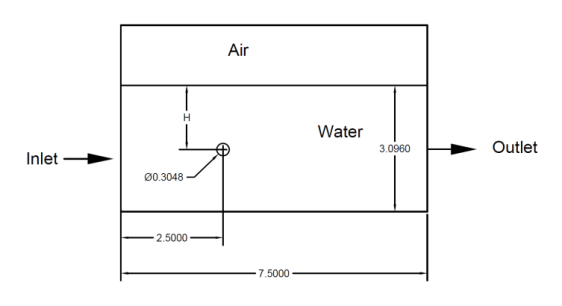 Air
H
Water
3.0960
Inlet
Outlet
Ø0.3048
2.5000
7.5000